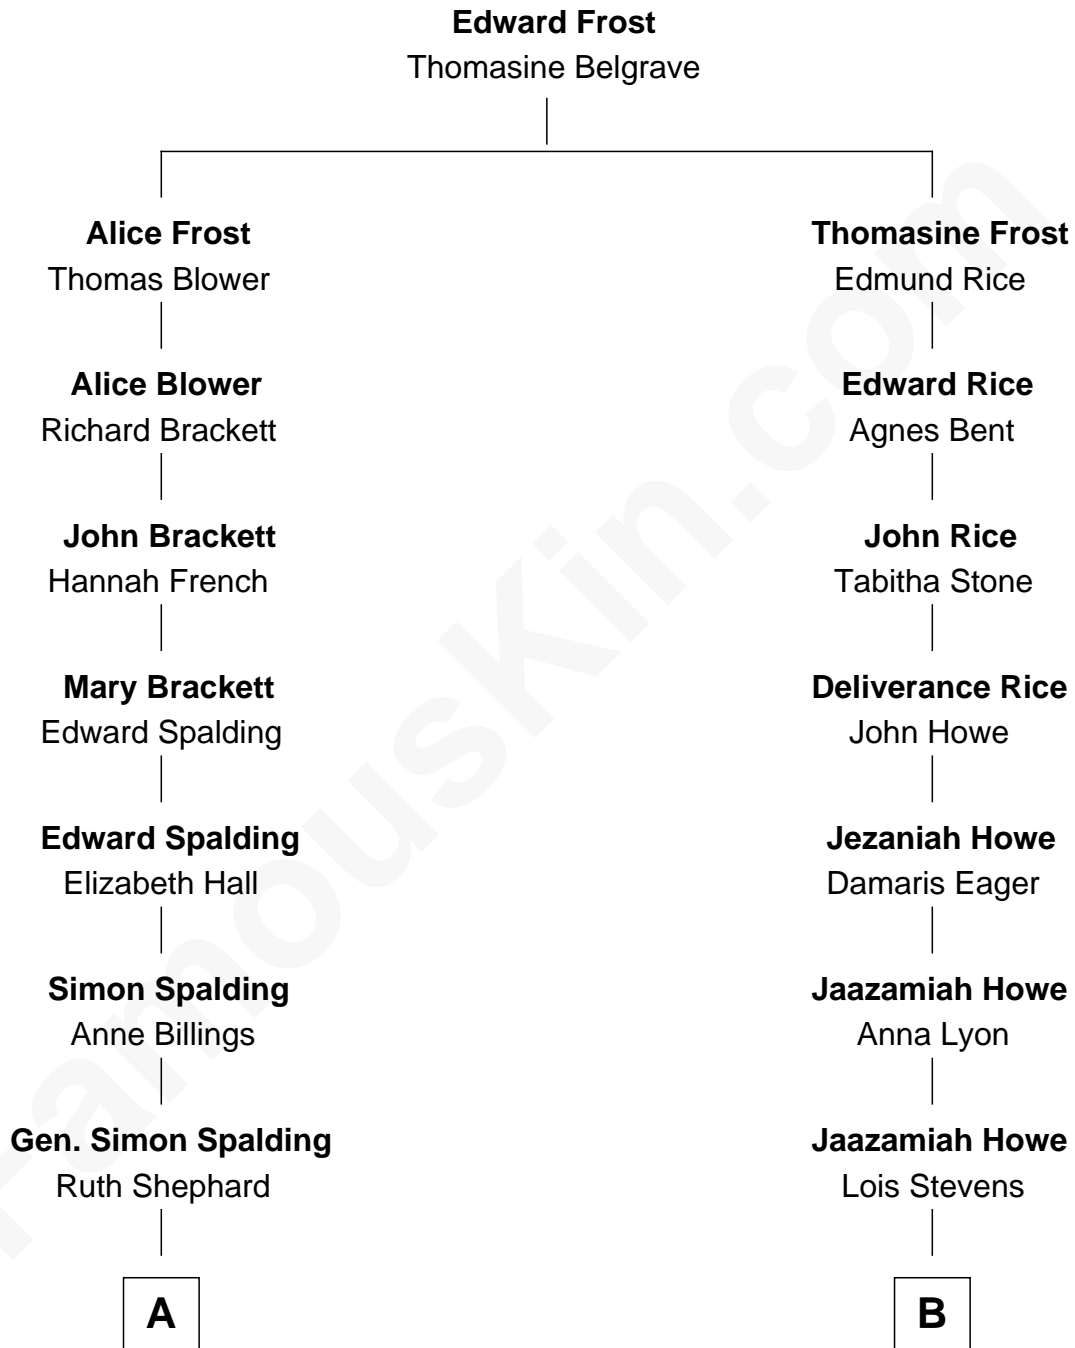 Edward Frost
Thomasine Belgrave
Alice Frost
Thomas Blower
Thomasine Frost
Edmund Rice
Alice Blower
Richard Brackett
Edward Rice
Agnes Bent
John Brackett
Hannah French
John Rice
Tabitha Stone
Mary Brackett
Edward Spalding
Deliverance Rice
John Howe
Edward Spalding
Elizabeth Hall
Jezaniah Howe
Damaris Eager
Simon Spalding
Anne Billings
Jaazamiah Howe
Anna Lyon
Gen. Simon Spalding
Ruth Shephard
Jaazamiah Howe
Lois Stevens
A
B
FamousKin.com